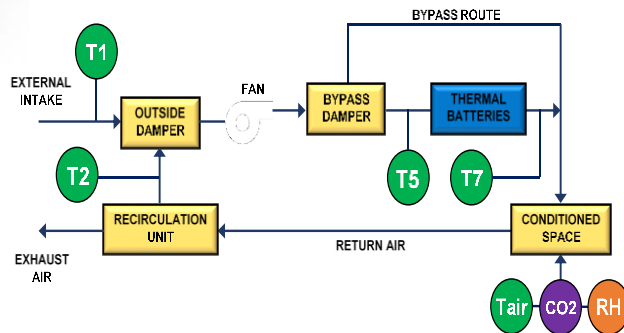 BYPASS ROUTE
T1
EXTERNAL
INTAKE
FAN
OUTSIDE
DAMPER
BYPASS
DAMPER
THERMAL
BATTERIES
T2
T5
T7
RECIRCULATION
UNIT
CONDITIONED
SPACE
RETURN AIR
EXHAUST
AIR
Tair
CO2
RH